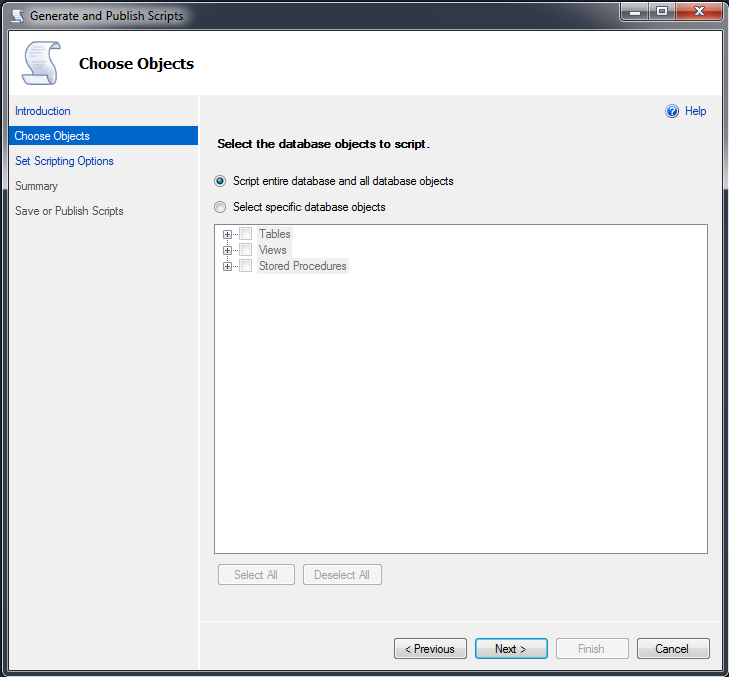 Generate and Publish Scripts
Choose Objects
Introduction
Choose Objects
Set Scripting Options
Summary
Save or Publish Scripts
Help
Select the database objects to script.
Script entire database and all database objects
Select specific database objects
Tables
Views
Stored Procedures
Select All
Deselect All
< Previous
Next >
Finish
Cancel